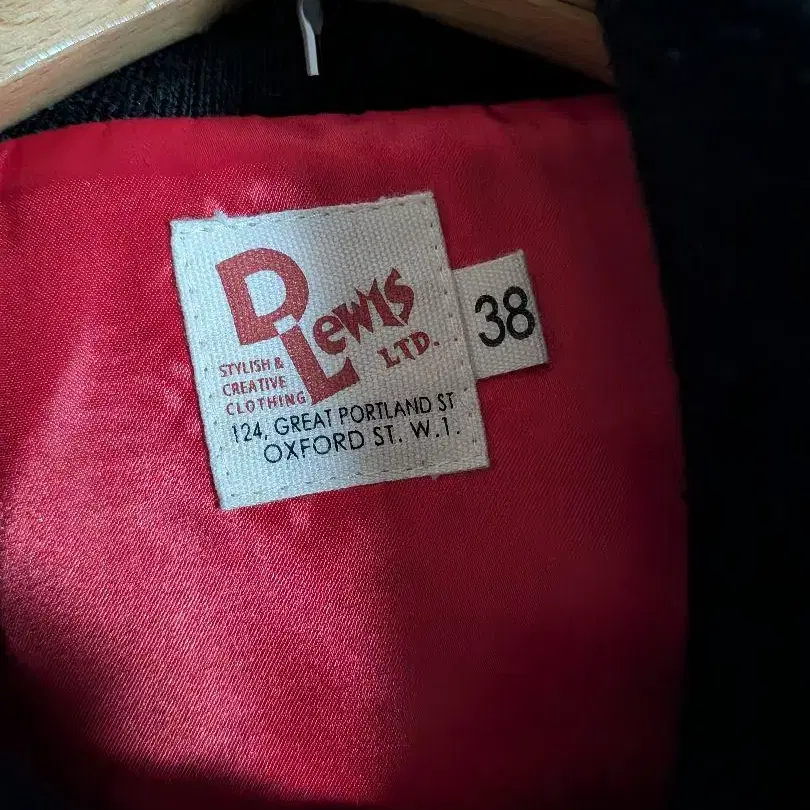 D Lewis
LTD.
STYLISH &
CREATIVE
CLOTHING
124, GREAT PORTLAND ST
OXFORD ST. W.1.
38